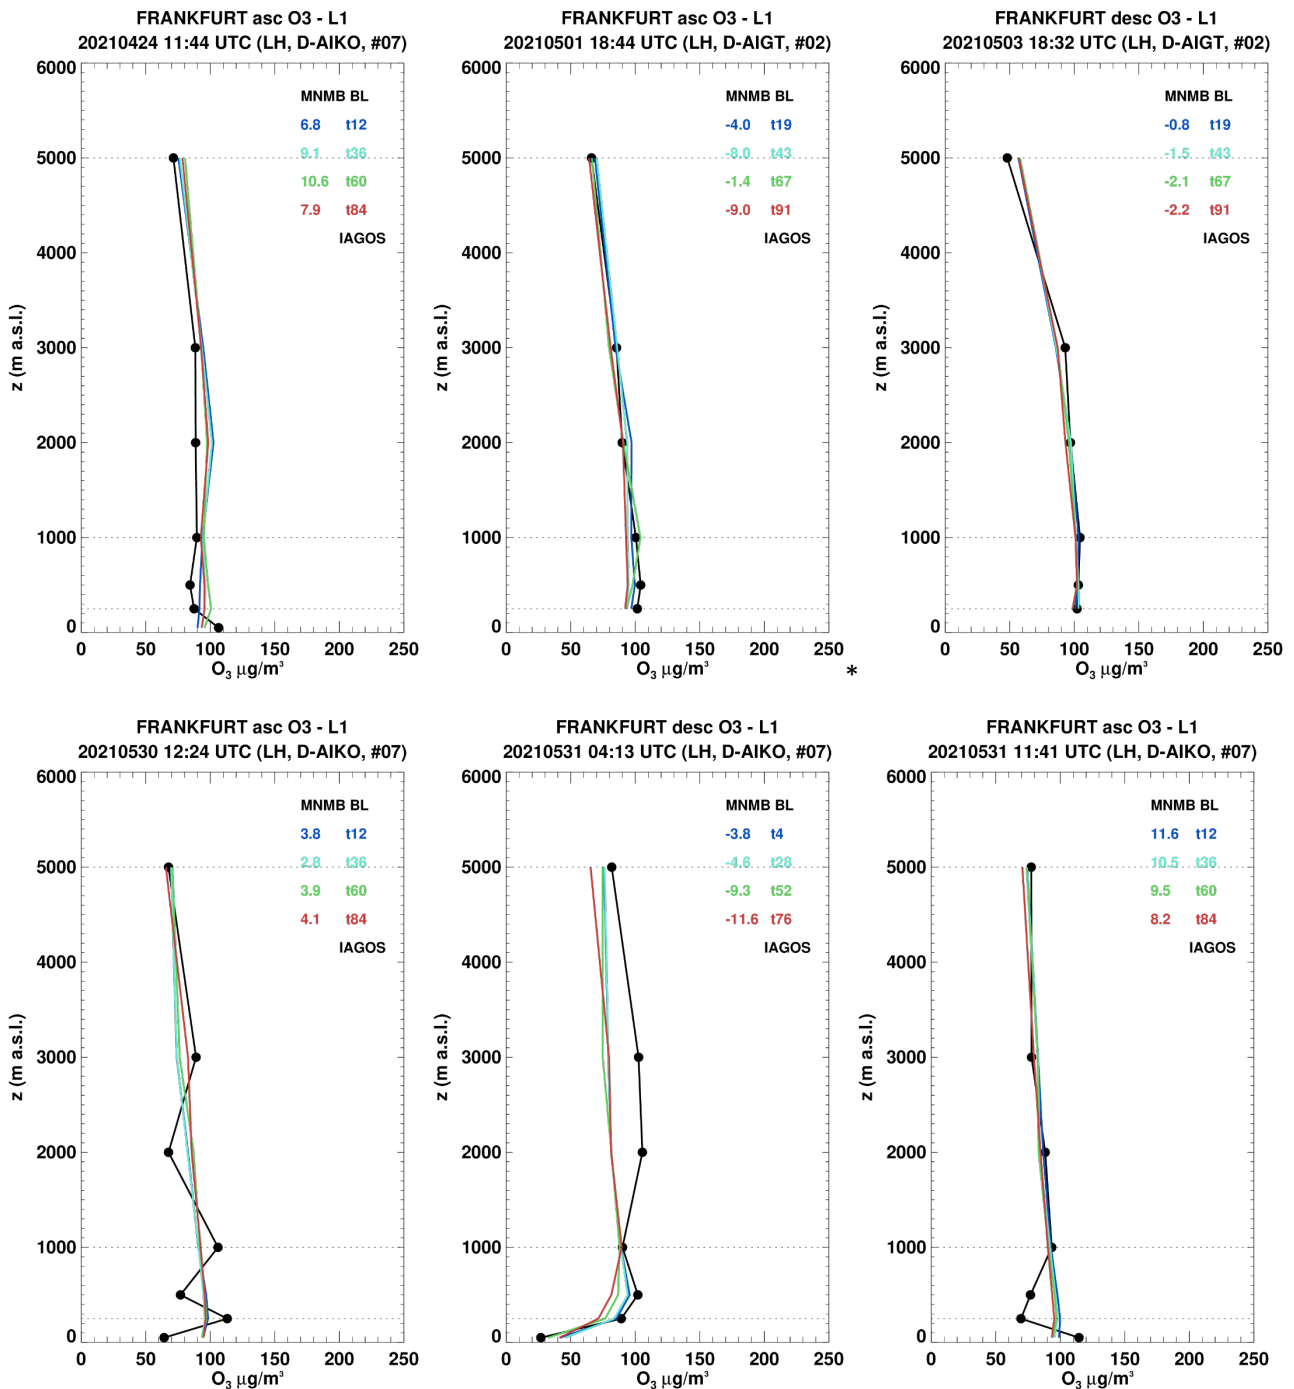 FRANKFURT asc O3 - L1
20210424 11:44 UTC (LH, D-AIKO, #07)
6000
5000
4000
3000
2000
1000
0
z (m a.s.l.)
MNMB BL
6.8 t12
9.1 t36
10.6 t60
7.9 t84
IAGOS
0 50 100 150 200 250
O₃ μg/m³
FRANKFURT asc O3 - L1
20210501 18:44 UTC (LH, D-AIGT, #02)
6000
5000
4000
3000
2000
1000
0
z (m a.s.l.)
MNMB BL
-4.0 t19
-8.0 t43
-1.4 t67
-9.0 t91
IAGOS
0 50 100 150 200 250
O₃ μg/m³
*
FRANKFURT desc O3 - L1
20210503 18:32 UTC (LH, D-AIGT, #02)
6000
5000
4000
3000
2000
1000
0
z (m a.s.l.)
MNMB BL
-0.8 t19
-1.5 t43
-2.1 t67
-2.2 t91
IAGOS
0 50 100 150 200 250
O₃ μg/m³
FRANKFURT asc O3 - L1
20210530 12:24 UTC (LH, D-AIKO, #07)
6000
5000
4000
3000
2000
1000
0
z (m a.s.l.)
MNMB BL
3.8 t12
2.8 t36
3.9 t60
4.1 t84
IAGOS
0 50 100 150 200 250
O₃ μg/m³
FRANKFURT desc O3 - L1
20210531 04:13 UTC (LH, D-AIKO, #07)
6000
5000
4000
3000
2000
1000
0
z (m a.s.l.)
MNMB BL
-3.8 t4
-4.6 t28
-9.3 t52
-11.6 t76
IAGOS
0 50 100 150 200 250
O₃ μg/m³
FRANKFURT asc O3 - L1
20210531 11:41 UTC (LH, D-AIKO, #07)
6000
5000
4000
3000
2000
1000
0
z (m a.s.l.)
MNMB BL
11.6 t12
10.5 t36
9.5 t60
8.2 t84
IAGOS
0 50 100 150 200 250
O₃ μg/m³